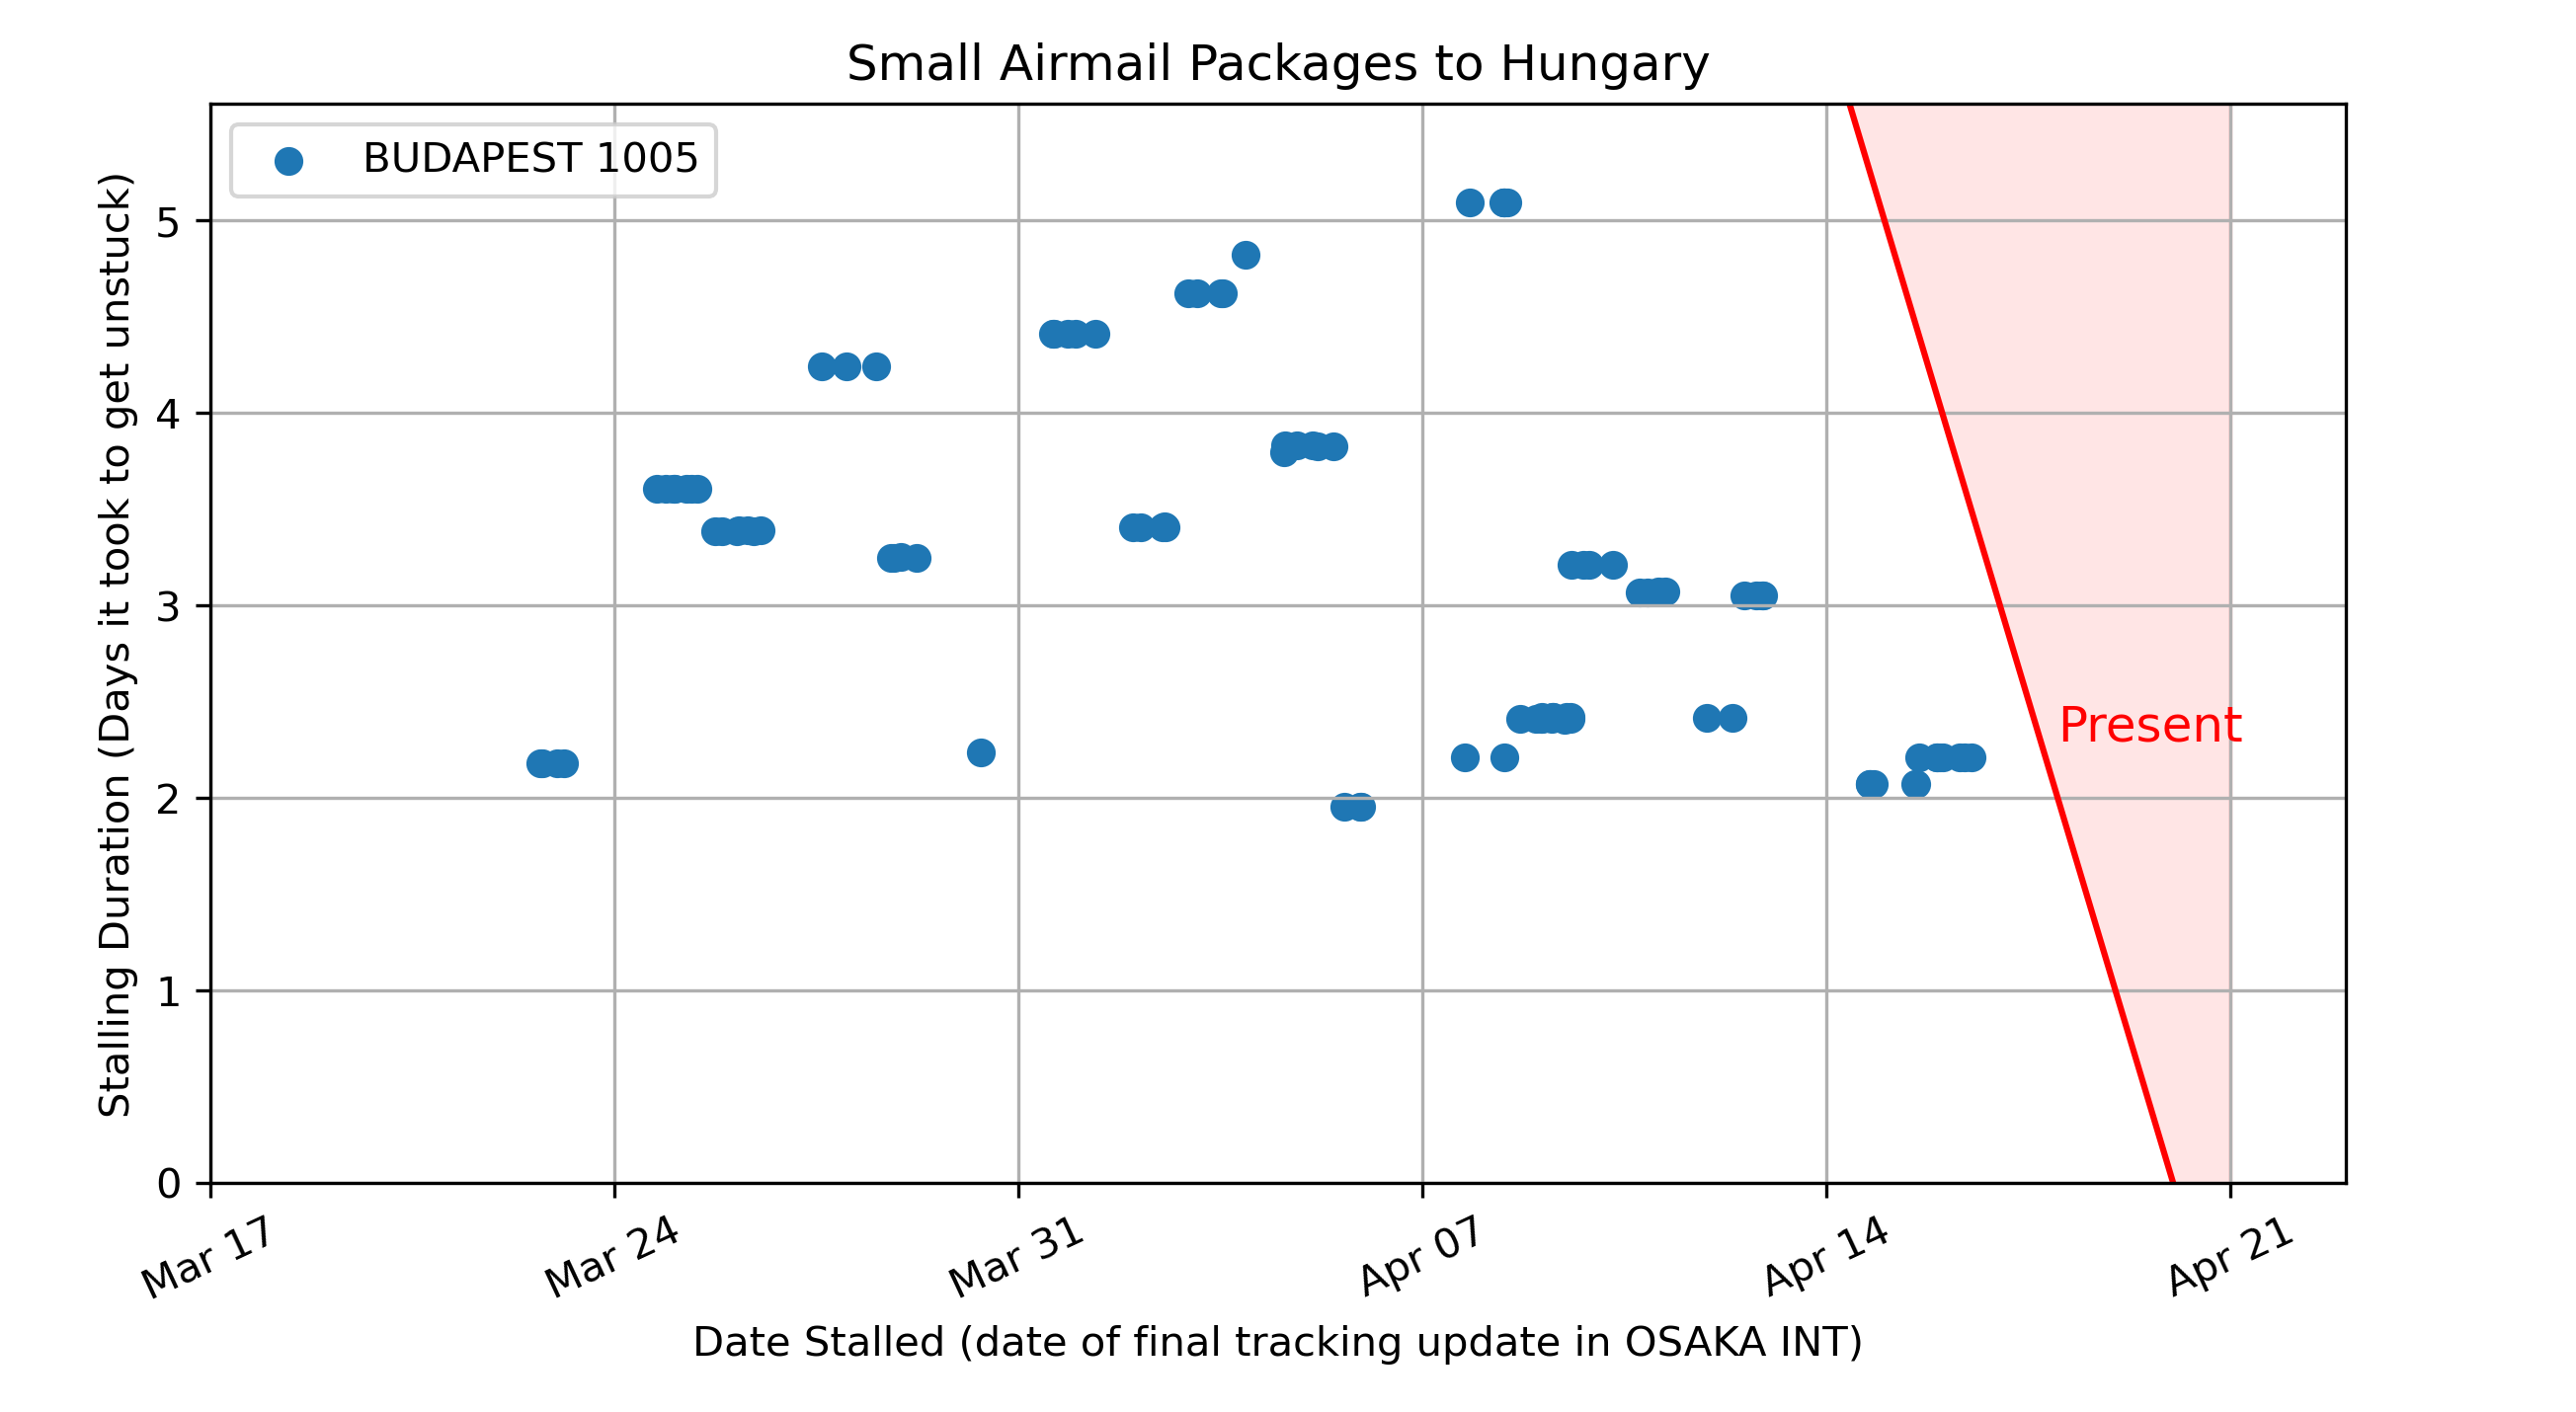 Small Airmail Packages to Hungary
BUDAPEST 1005
Stalling Duration (Days it took to get unstuck)
5
4
3
2
1
0
Present
Mar 17
Mar 24
Mar 31
Apr 07
Apr 14
Apr 21
Date Stalled (date of final tracking update in OSAKA INT)